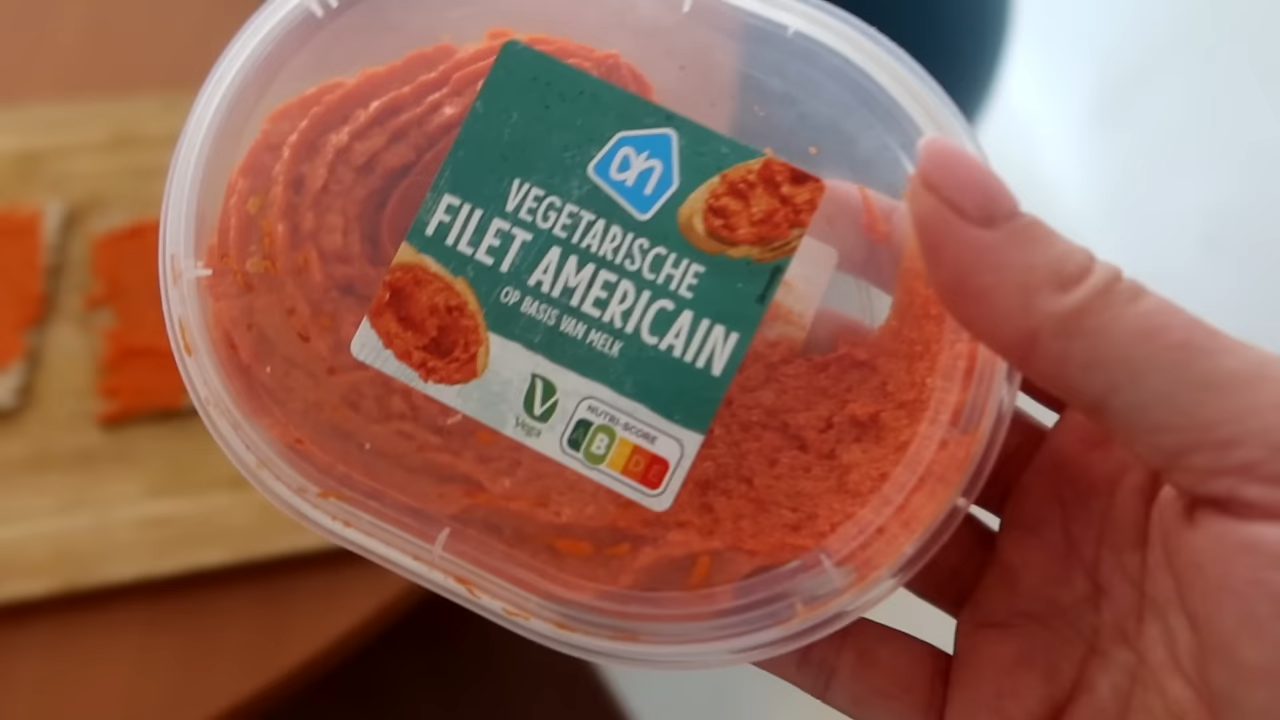 ah
VEGETARISCHE
FILET AMERICAIN
OP BASIS VAN MELK
Vega
NUTRI-SCORE
A B C D E